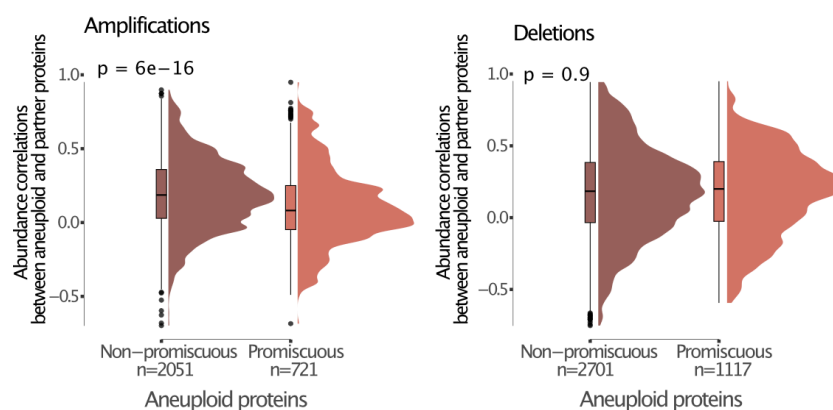 Amplifications
Abundance correlations
between aneuploid and partner proteins
p = 6e−16
1.0
0.5
0.0
−0.5
Non−promiscuous
n=2051
Promiscuous
n=721
Aneuploid proteins
Deletions
Abundance correlations
between aneuploid and partner proteins
p = 0.9
1.0
0.5
0.0
−0.5
Non−promiscuous
n=2701
Promiscuous
n=1117
Aneuploid proteins